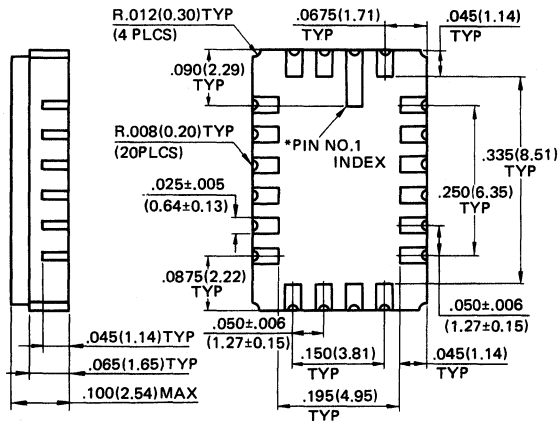 R.012(0.30)TYP
(4 PLCS)
.0675(1.71)
TYP
.045(1.14)
TYP
.090(2.29)
TYP
R.008(0.20)TYP
(20PLCS)
*PIN NO.1
INDEX
.335(8.51)
TYP
.250(6.35)
TYP
.025±.005
(0.64±0.13)
.0875(2.22)
TYP
.050±.006
(1.27±0.15)
.050±.006
(1.27±0.15)
.045(1.14)TYP
.065(1.65)TYP
.100(2.54)MAX
.150(3.81)
TYP
.045(1.14)
TYP
.195(4.95)
TYP